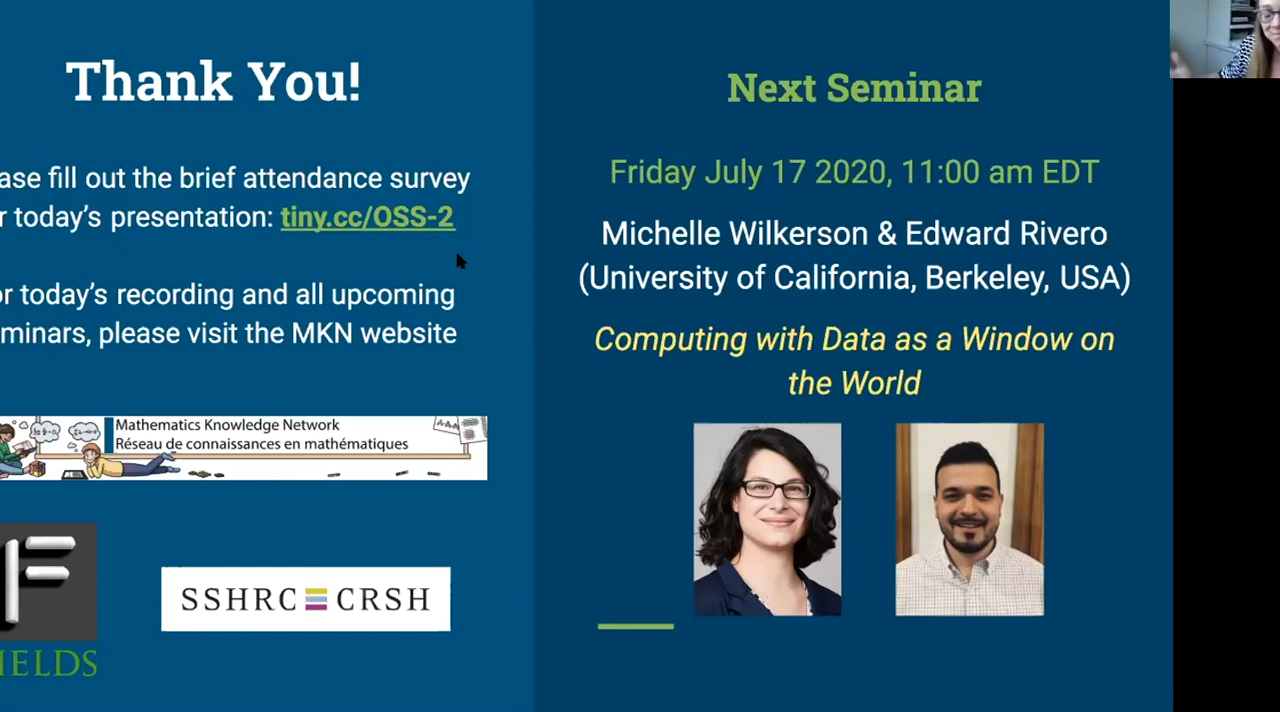 Thank You!
ase fill out the brief attendance survey
r today's presentation: tiny.cc/OSS-2
or today's recording and all upcoming
minars, please visit the MKN website
Mathematics Knowledge Network
Réseau de connaissances en mathématiques
F
IELDS
SSHRC CRSH
Next Seminar
Friday July 17 2020, 11:00 am EDT
Michelle Wilkerson & Edward Rivero
(University of California, Berkeley, USA)
Computing with Data as a Window on
the World